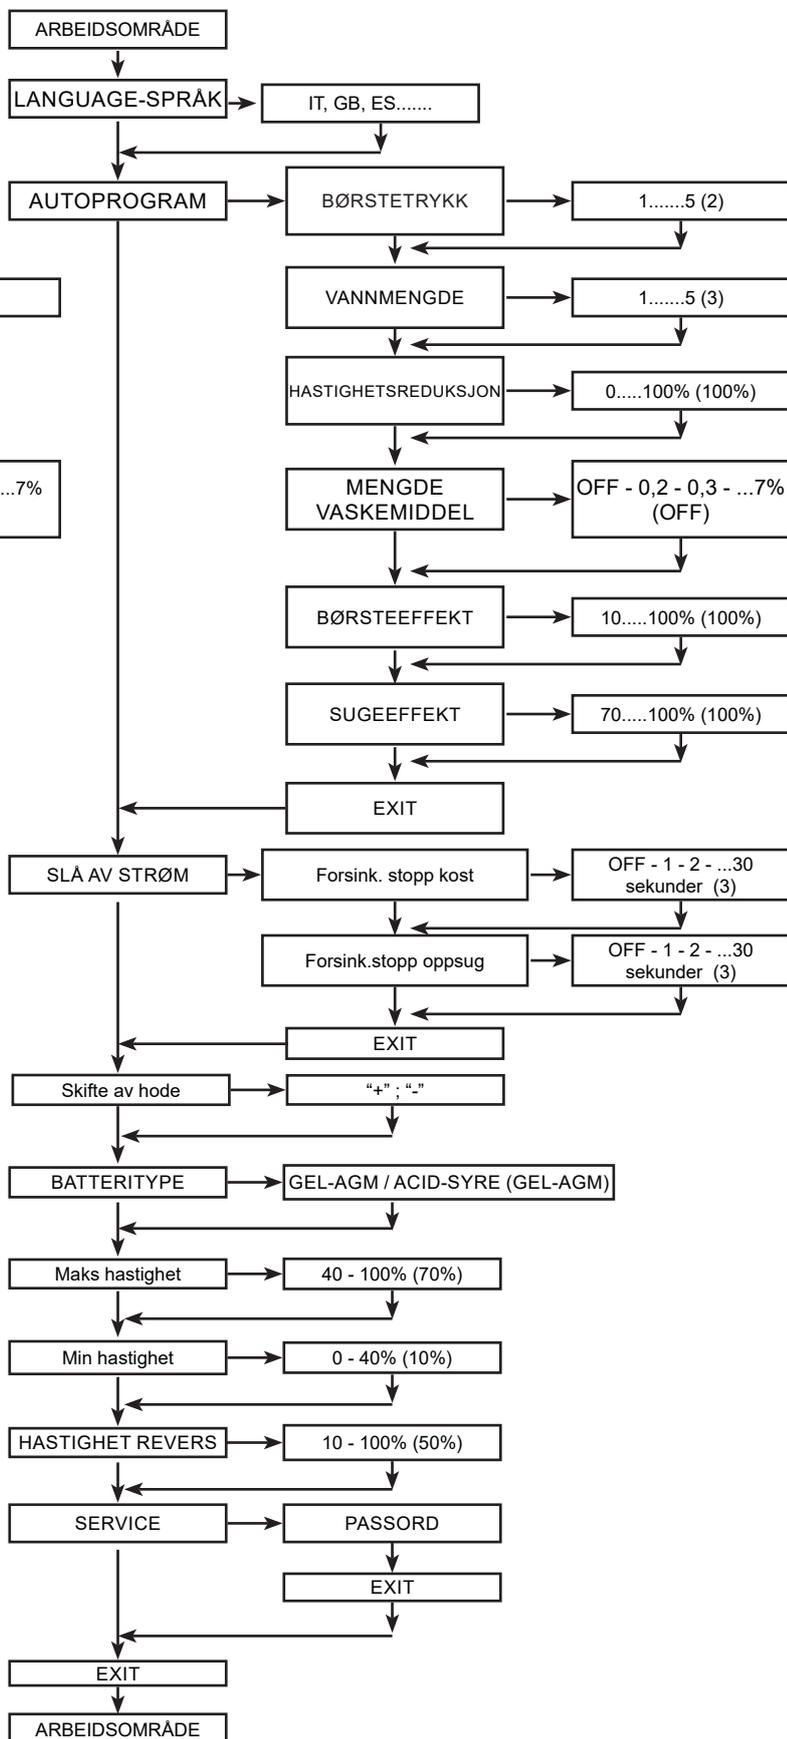 ARBEIDSOMRÅDE
LANGUAGE-SPRÅK
IT, GB, ES.......
AUTOPROGRAM
BØRSTETRYKK
1.......5 (2)
VANNMENGDE
1.......5 (3)
HASTIGHETSREDUKSJON
0.....100% (100%)
...7%
MENGDE
VASKEMIDDEL
OFF - 0,2 - 0,3 - ...7%
(OFF)
BØRSTEEFFEKT
10.....100% (100%)
SUGEEFFEKT
70.....100% (100%)
EXIT
SLÅ AV STRØM
Forsink. stopp kost
OFF - 1 - 2 - ...30
sekunder (3)
Forsink.stopp oppsug
OFF - 1 - 2 - ...30
sekunder (3)
EXIT
Skifte av hode
“+” ; “-”
BATTERITYPE
GEL-AGM / ACID-SYRE (GEL-AGM)
Maks hastighet
40 - 100% (70%)
Min hastighet
0 - 40% (10%)
HASTIGHET REVERS
10 - 100% (50%)
SERVICE
PASSORD
EXIT
EXIT
ARBEIDSOMRÅDE